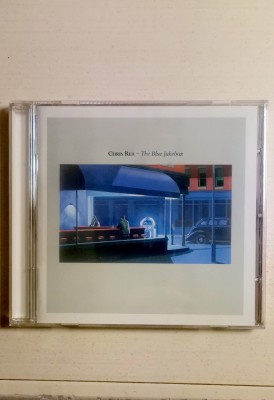 CHRIS REA – The Blue Jukebox